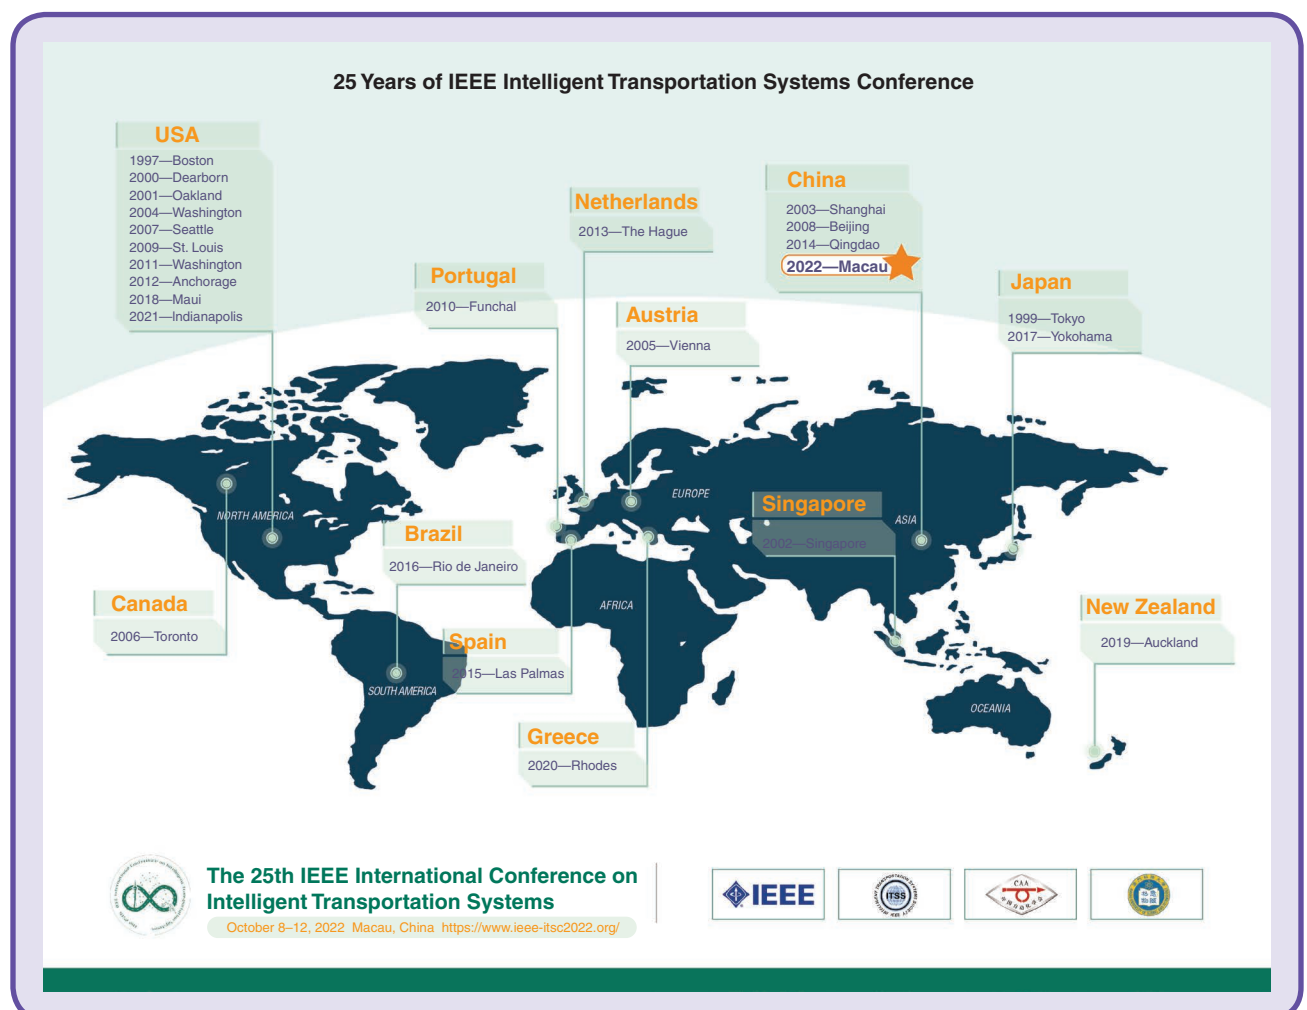 25 Years of IEEE Intelligent Transportation Systems Conference
USA
1997—Boston
2000—Dearborn
2001—Oakland
2004—Washington
2007—Seattle
2009—St. Louis
2011—Washington
2012—Anchorage
2018—Maui
2021—Indianapolis
Portugal
2010—Funchal
Netherlands
2013—The Hague
Austria
2005—Vienna
China
2003—Shanghai
2008—Beijing
2014—Qingdao
2022—Macau
Japan
1999—Tokyo
2017—Yokohama
NORTH AMERICA
EUROPE
ASIA
AFRICA
SOUTH AMERICA
OCEANIA
Singapore
2002—Singapore
Brazil
2016—Rio de Janeiro
Canada
2006—Toronto
Spain
2015—Las Palmas
New Zealand
2019—Auckland
Greece
2020—Rhodes
The 25th IEEE International Conference on
Intelligent Transportation Systems
October 8–12, 2022 Macau, China https://www.ieee-itsc2022.org/
IEEE
ITSS
CAA